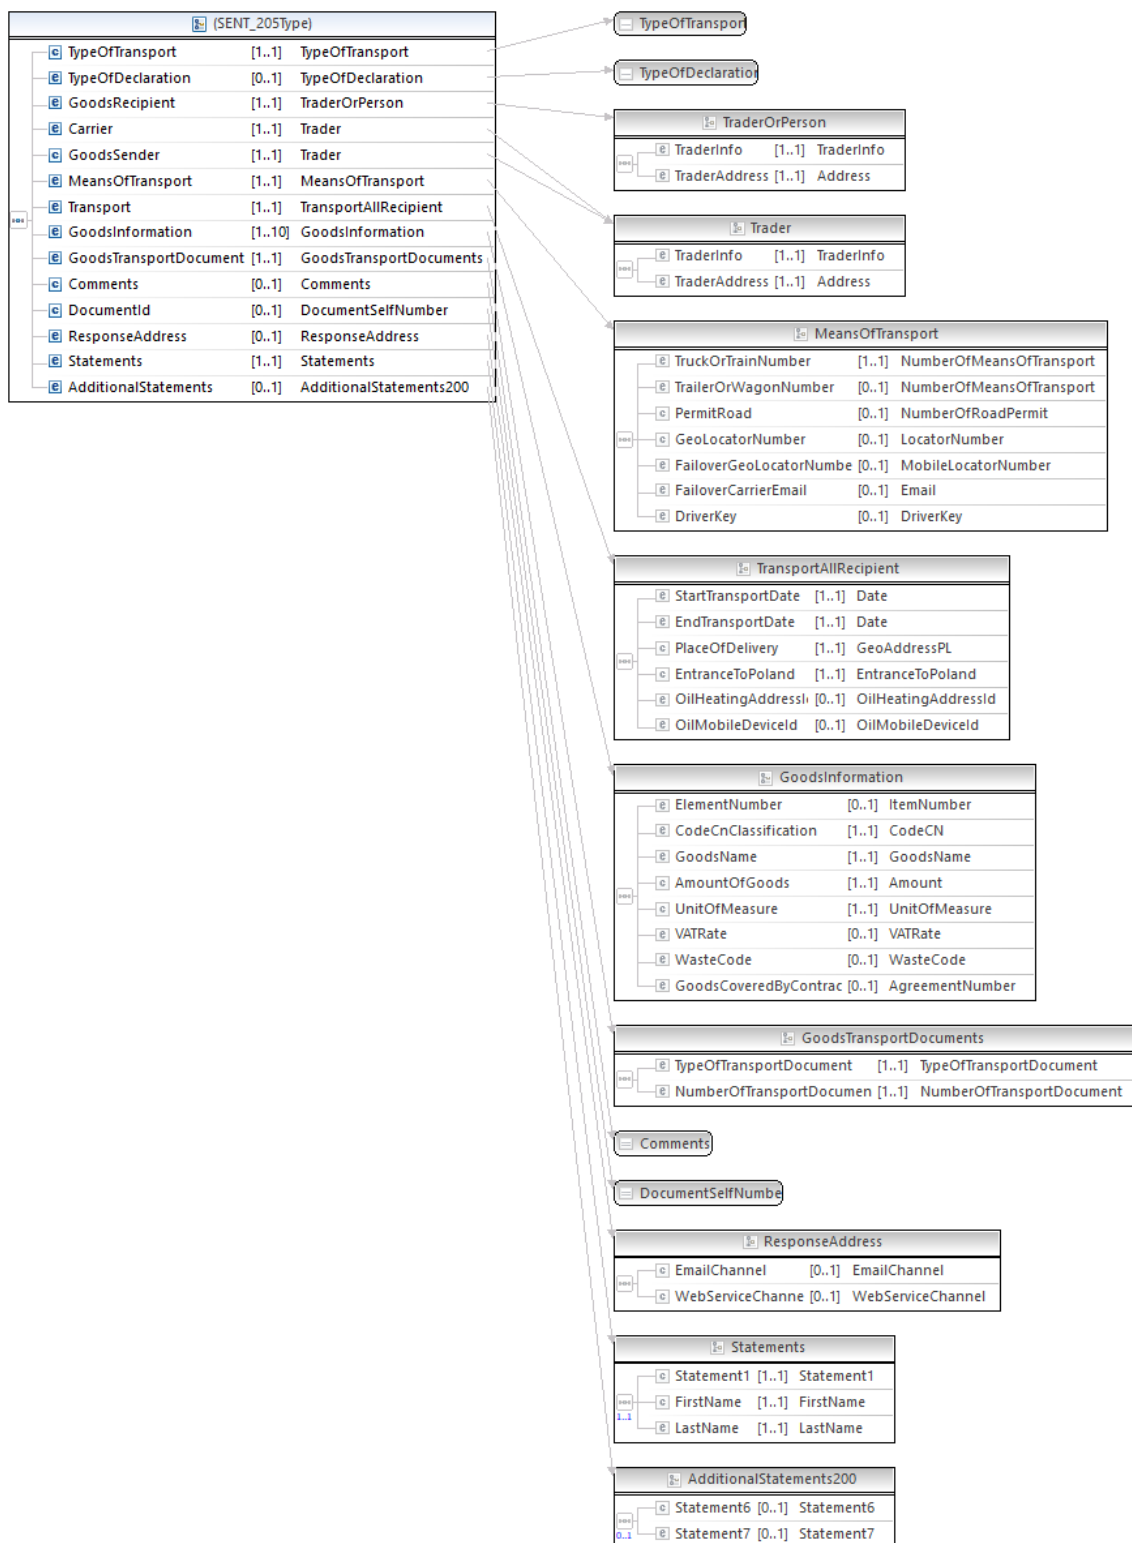 (SENT_205Type)
TypeOfTransport [1..1] TypeOfTransport
TypeOfDeclaration [0..1] TypeOfDeclaration
GoodsRecipient [1..1] TraderOrPerson
Carrier [1..1] Trader
GoodsSender [1..1] Trader
MeansOfTransport [1..1] MeansOfTransport
Transport [1..1] TransportAllRecipient
GoodsInformation [1..10] GoodsInformation
GoodsTransportDocument [1..1] GoodsTransportDocuments
Comments [0..1] Comments
DocumentId [0..1] DocumentSelfNumber
ResponseAddress [0..1] ResponseAddress
Statements [1..1] Statements
AdditionalStatements [0..1] AdditionalStatements200
TypeOfTransport
TypeOfDeclaration
TraderOrPerson
TraderInfo [1..1] TraderInfo
TraderAddress [1..1] Address
Trader
TraderInfo [1..1] TraderInfo
TraderAddress [1..1] Address
MeansOfTransport
TruckOrTrainNumber [1..1] NumberOfMeansOfTransport
TrailerOrWagonNumber [0..1] NumberOfMeansOfTransport
PermitRoad [0..1] NumberOfRoadPermit
GeoLocatorNumber [0..1] LocatorNumber
FailoverGeoLocatorNumbe [0..1] MobileLocatorNumber
FailoverCarrierEmail [0..1] Email
DriverKey [0..1] DriverKey
TransportAllRecipient
StartTransportDate [1..1] Date
EndTransportDate [1..1] Date
PlaceOfDelivery [1..1] GeoAddressPL
EntranceToPoland [1..1] EntranceToPoland
OilHeatingAddressI [0..1] OilHeatingAddressId
OilMobileDeviceId [0..1] OilMobileDeviceId
GoodsInformation
ElementNumber [0..1] ItemNumber
CodeCnClassification [1..1] CodeCN
GoodsName [1..1] GoodsName
AmountOfGoods [1..1] Amount
UnitOfMeasure [1..1] UnitOfMeasure
VATRate [0..1] VATRate
WasteCode [0..1] WasteCode
GoodsCoveredByContrac [0..1] AgreementNumber
GoodsTransportDocuments
TypeOfTransportDocument [1..1] TypeOfTransportDocument
NumberOfTransportDocumen [1..1] NumberOfTransportDocument
Comments
DocumentSelfNumbe
ResponseAddress
EmailChannel [0..1] EmailChannel
WebServiceChanne [0..1] WebServiceChannel
Statements
Statement1 [1..1] Statement1
FirstName [1..1] FirstName
1..1
LastName [1..1] LastName
AdditionalStatements200
Statement6 [0..1] Statement6
0..1
Statement7 [0..1] Statement7